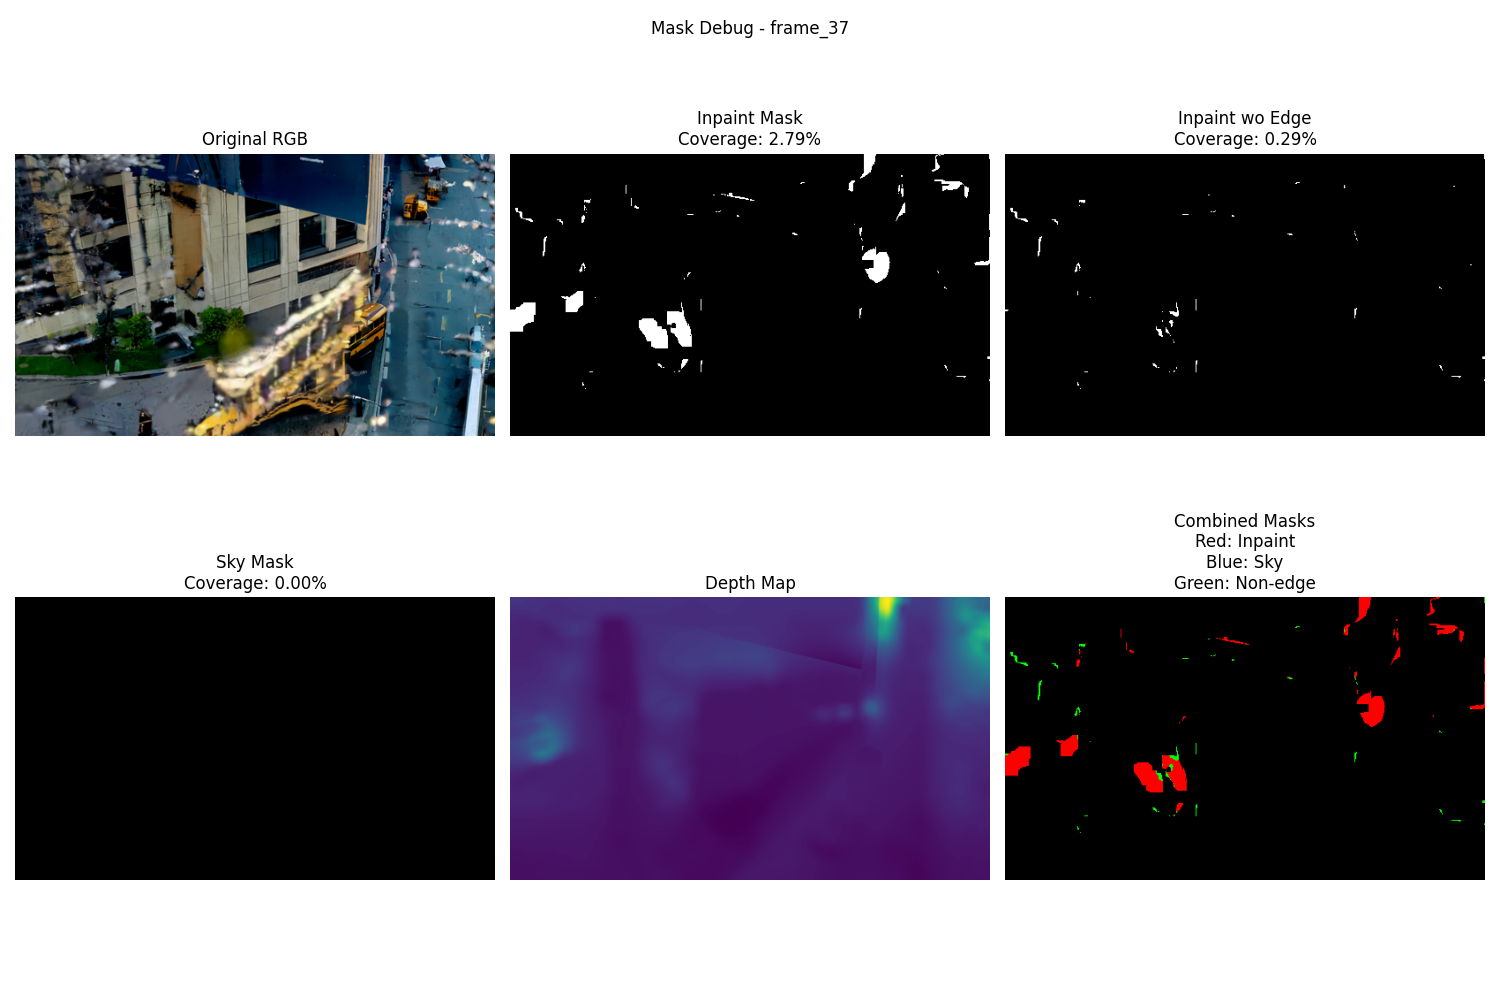 Mask Debug - frame_37
Original RGB
Inpaint Mask
Coverage: 2.79%
Inpaint wo Edge
Coverage: 0.29%
Sky Mask
Coverage: 0.00%
Depth Map
Combined Masks
Red: Inpaint
Blue: Sky
Green: Non-edge